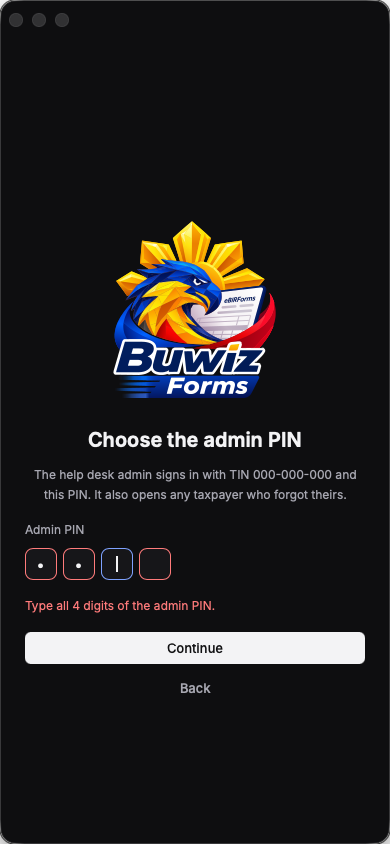 eBIRForms
Buwiz
Forms
Choose the admin PIN
The help desk admin signs in with TIN 000-000-000 and
this PIN. It also opens any taxpayer who forgot theirs.
Admin PIN
Type all 4 digits of the admin PIN.
Continue
Back